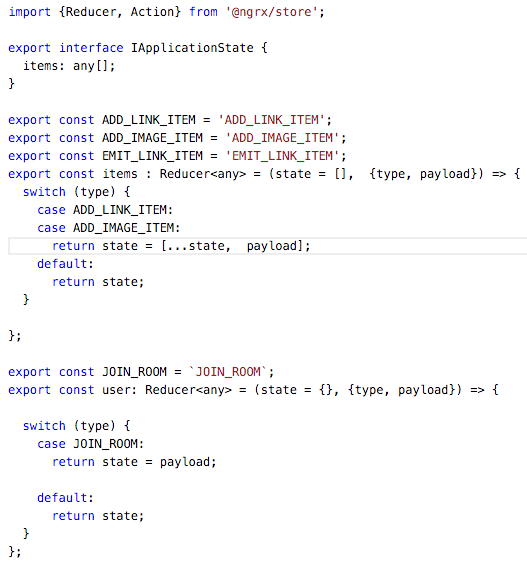 import {Reducer, Action} from '@ngrx/store';

export interface IApplicationState {
  items: any[];
}

export const ADD_LINK_ITEM = 'ADD_LINK_ITEM';
export const ADD_IMAGE_ITEM = 'ADD_IMAGE_ITEM';
export const EMIT_LINK_ITEM = 'EMIT_LINK_ITEM';
export const items : Reducer<any> = (state = [],  {type, payload}) => {
  switch (type) {
    case ADD_LINK_ITEM:
    case ADD_IMAGE_ITEM:
      return state = [...state,  payload];
    default:
      return state;
  }

};

export const JOIN_ROOM = `JOIN_ROOM`;
export const user: Reducer<any> = (state = {}, {type, payload}) => {

  switch (type) {
    case JOIN_ROOM:
      return state = payload;

    default:
      return state;
  }
};